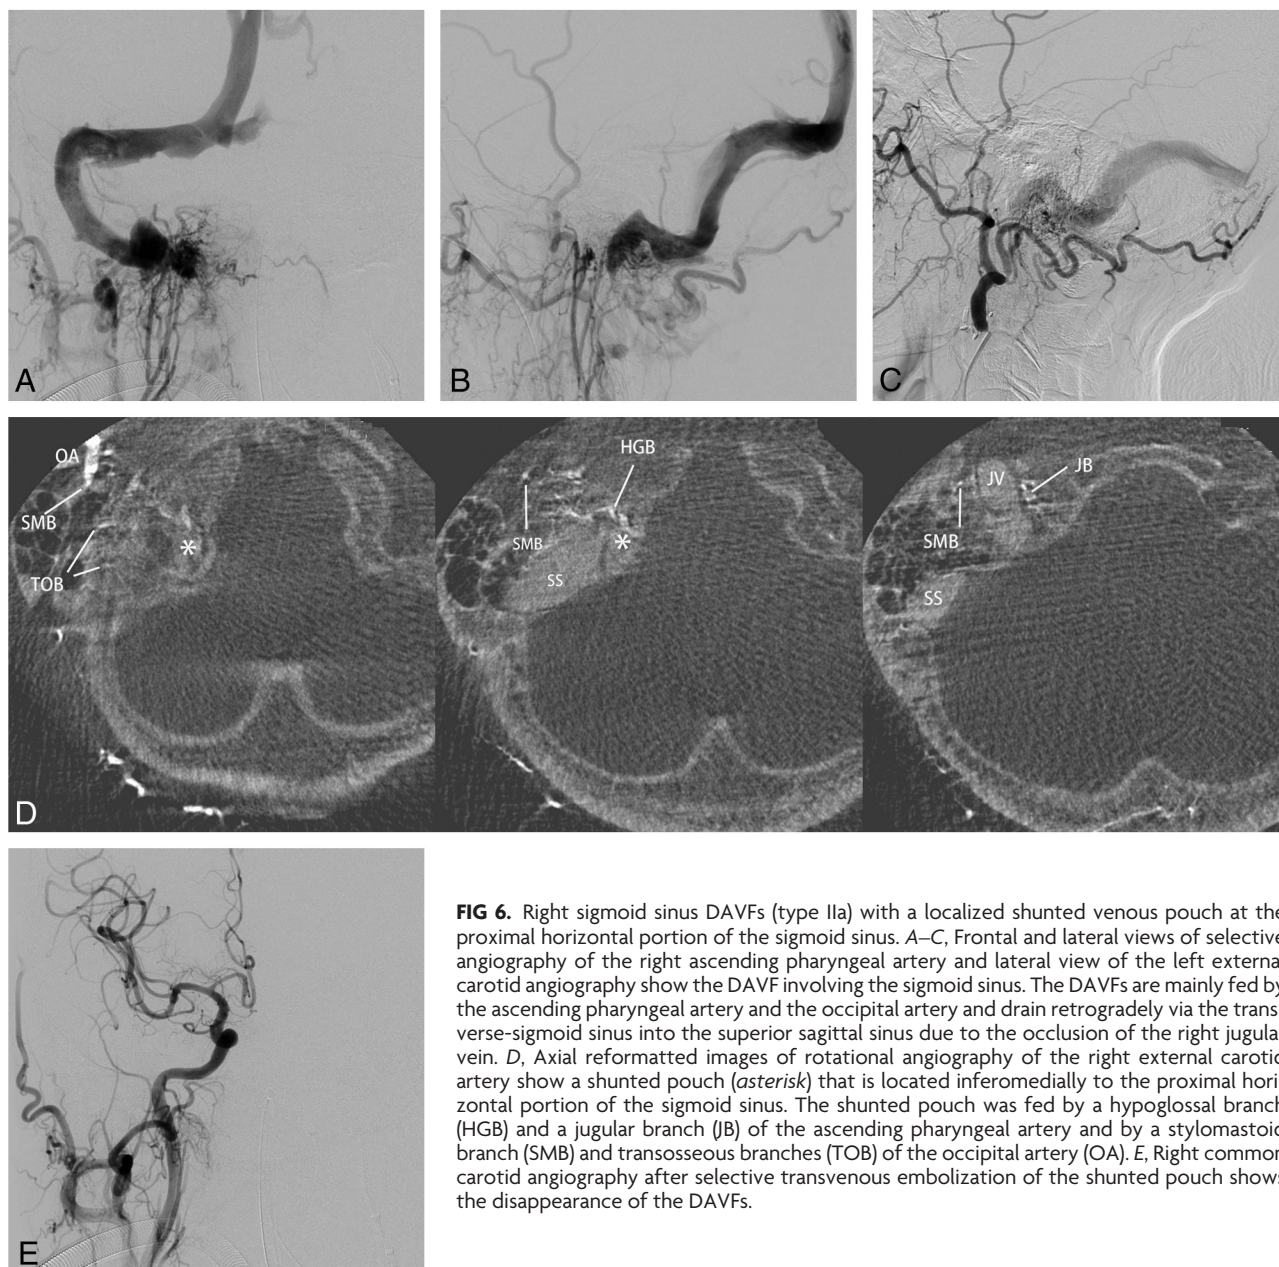 A
B
C
OA
SMB
TOB
*
HGB
SMB
*
SS
JV
JB
SMB
SS
D
E
FIG 6. Right sigmoid sinus DAVFs (type IIa) with a localized shunted venous pouch at the
proximal horizontal portion of the sigmoid sinus. A–C, Frontal and lateral views of selective
angiography of the right ascending pharyngeal artery and lateral view of the left external
carotid angiography show the DAVF involving the sigmoid sinus. The DAVFs are mainly fed by
the ascending pharyngeal artery and the occipital artery and drain retrogradely via the trans-
verse-sigmoid sinus into the superior sagittal sinus due to the occlusion of the right jugular
vein. D, Axial reformatted images of rotational angiography of the right external carotid
artery show a shunted pouch (asterisk) that is located inferomedially to the proximal hori-
zontal portion of the sigmoid sinus. The shunted pouch was fed by a hypoglossal branch
(HGB) and a jugular branch (JB) of the ascending pharyngeal artery and by a stylomastoid
branch (SMB) and transosseous branches (TOB) of the occipital artery (OA). E, Right common
carotid angiography after selective transvenous embolization of the shunted pouch shows
the disappearance of the DAVFs.